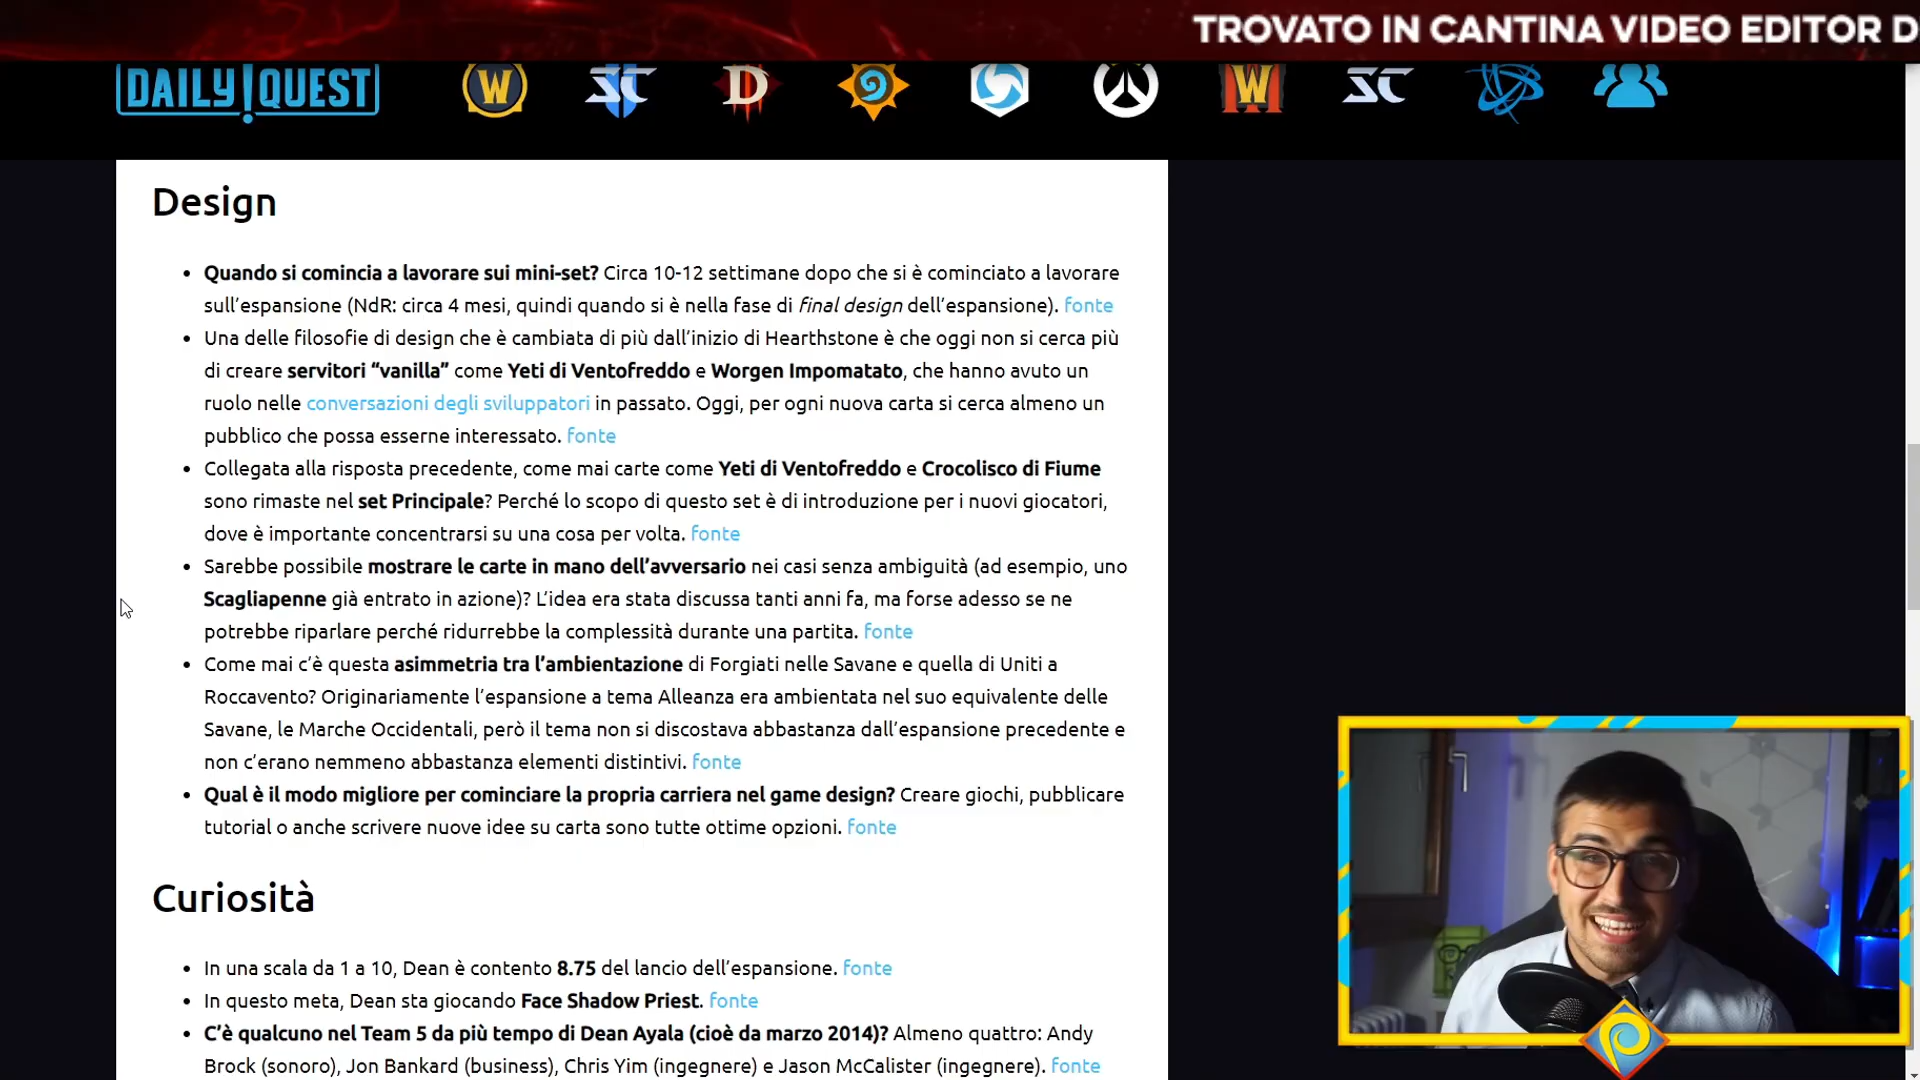 TROVATO IN CANTINA VIDEO EDITOR D
DAILY!QUEST
W
SC
D
W
SC
Design
• Quando si comincia a lavorare sui mini-set? Circa 10-12 settimane dopo che si è cominciato a lavorare
sull’espansione (NdR: circa 4 mesi, quindi quando si è nella fase di final design dell’espansione). fonte
• Una delle filosofie di design che è cambiata di più dall’inizio di Hearthstone è che oggi non si cerca più
di creare servitori “vanilla” come Yeti di Ventofreddo e Worgen Impomatato, che hanno avuto un
ruolo nelle conversazioni degli sviluppatori in passato. Oggi, per ogni nuova carta si cerca almeno un
pubblico che possa esserne interessato. fonte
• Collegata alla risposta precedente, come mai carte come Yeti di Ventofreddo e Crocolisco di Fiume
sono rimaste nel set Principale? Perché lo scopo di questo set è di introduzione per i nuovi giocatori,
dove è importante concentrarsi su una cosa per volta. fonte
• Sarebbe possibile mostrare le carte in mano dell’avversario nei casi senza ambiguità (ad esempio, uno
Scagliapenne già entrato in azione)? L’idea era stata discussa tanti anni fa, ma forse adesso se ne
potrebbe riparlare perché ridurrebbe la complessità durante una partita. fonte
• Come mai c’è questa asimmetria tra l’ambientazione di Forgiati nelle Savane e quella di Uniti a
Roccavento? Originariamente l’espansione a tema Alleanza era ambientata nel suo equivalente delle
Savane, le Marche Occidentali, però il tema non si discostava abbastanza dall’espansione precedente e
non c’erano nemmeno abbastanza elementi distintivi. fonte
• Qual è il modo migliore per cominciare la propria carriera nel game design? Creare giochi, pubblicare
tutorial o anche scrivere nuove idee su carta sono tutte ottime opzioni. fonte
Curiosità
• In una scala da 1 a 10, Dean è contento 8.75 del lancio dell’espansione. fonte
• In questo meta, Dean sta giocando Face Shadow Priest. fonte
• C’è qualcuno nel Team 5 da più tempo di Dean Ayala (cioè da marzo 2014)? Almeno quattro: Andy
Brock (sonoro), Jon Bankard (business), Chris Yim (ingegnere) e Jason McCalister (ingegnere). fonte